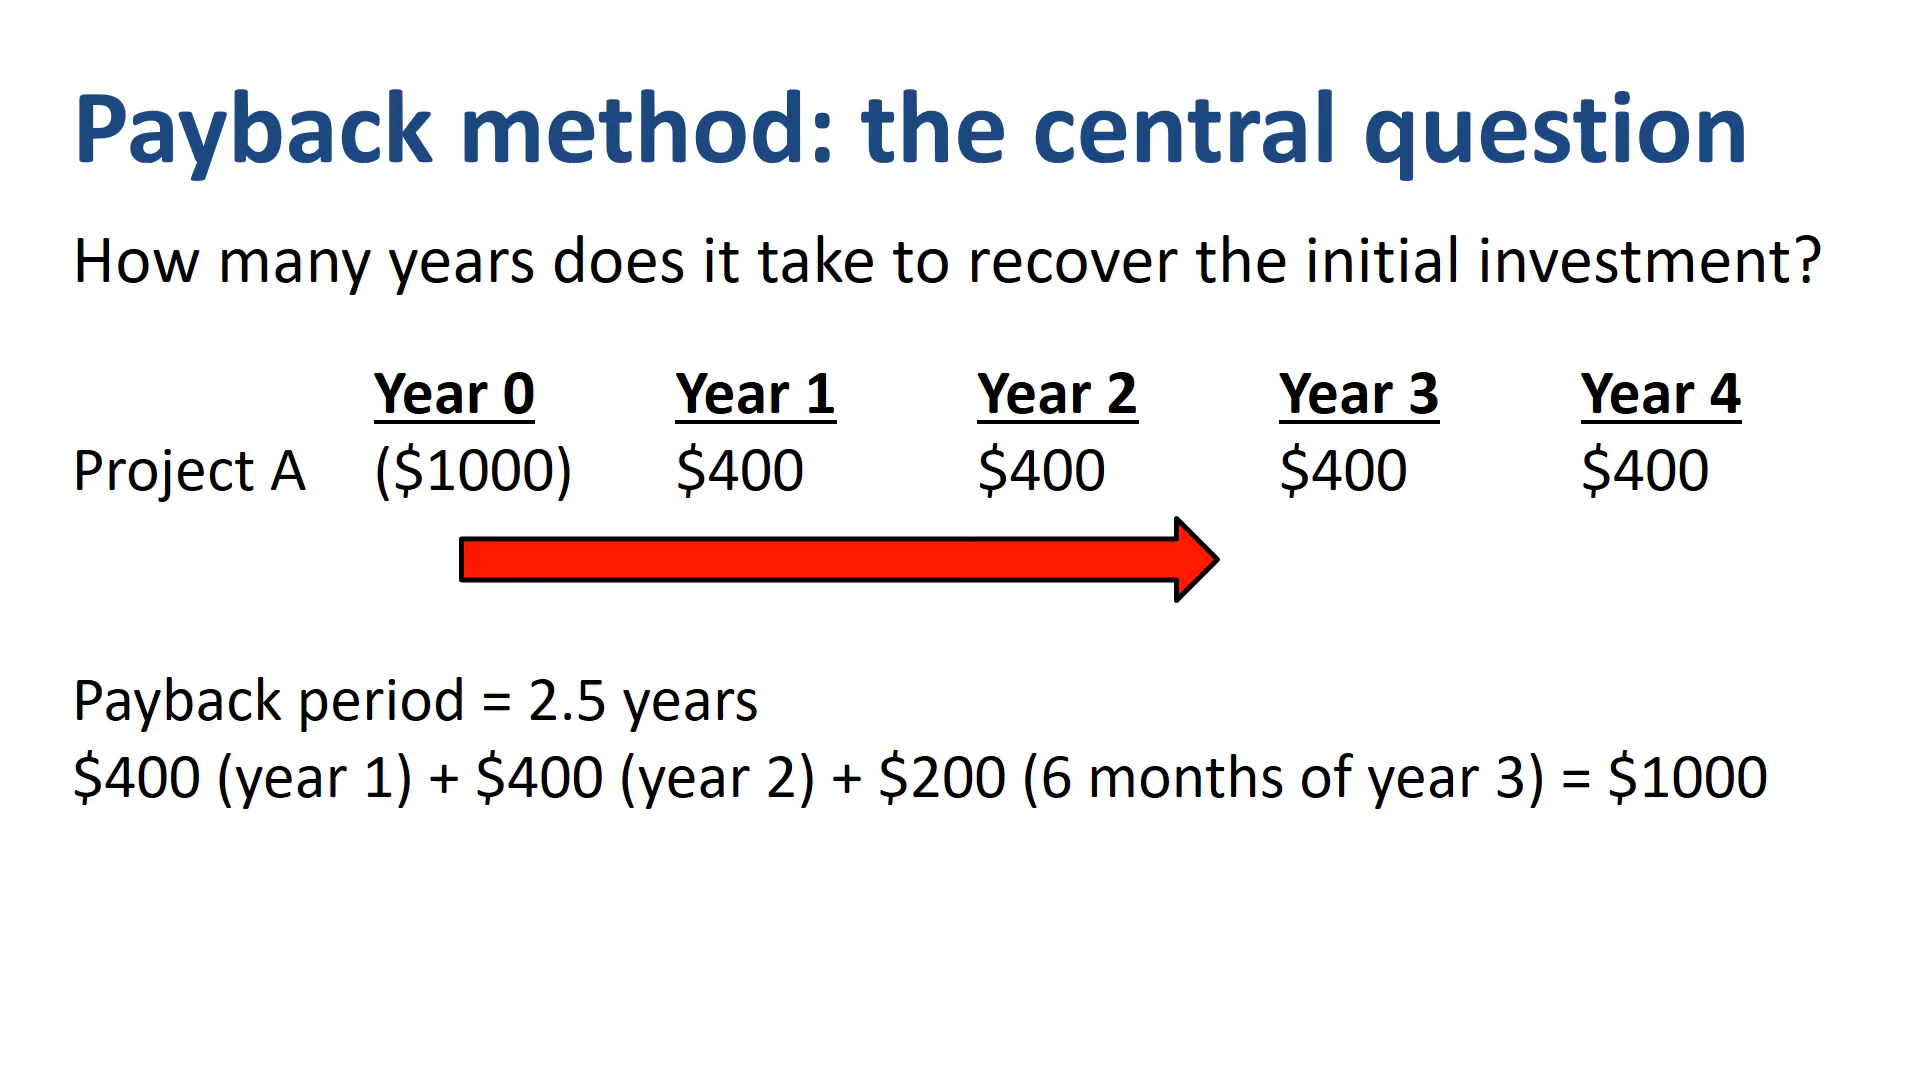 Payback method: the central question
How many years does it take to recover the initial investment?
Year 0 Year 1 Year 2 Year 3 Year 4
Project A ($1000) $400 $400 $400 $400
Payback period = 2.5 years
$400 (year 1) + $400 (year 2) + $200 (6 months of year 3) = $1000